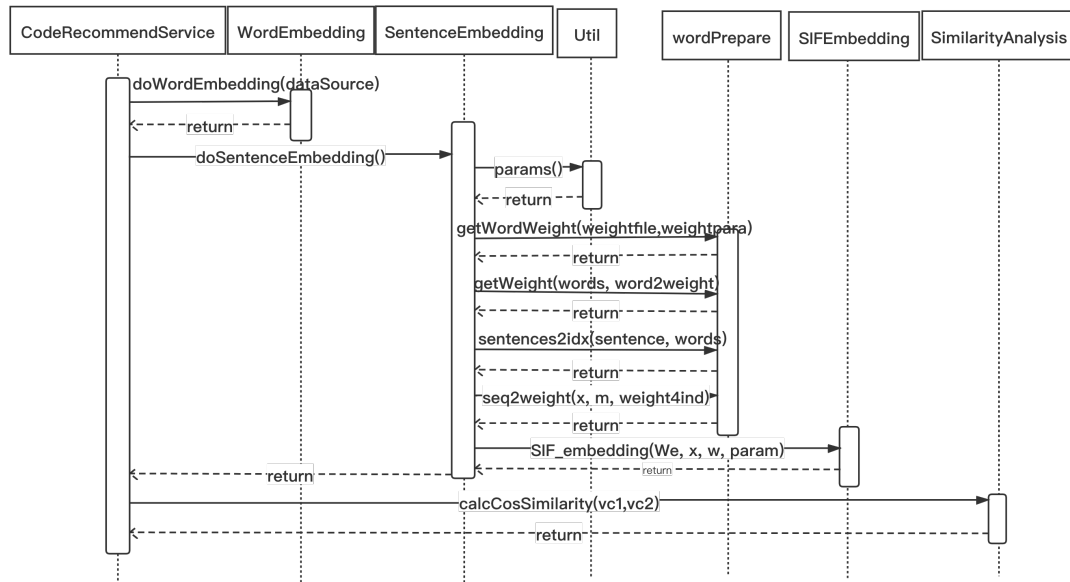 CodeRecommendService
WordEmbedding
SentenceEmbedding
Util
wordPrepare
SIFEmbedding
SimilarityAnalysis
doWordEmbedding(dataSource)
return
doSentenceEmbedding()
params()
return
getWordWeight(weightfile,weightpara)
return
getWeight(words, word2weight)
return
sentences2idx(sentence, words)
return
seq2weight(x, m, weight4ind)
return
SIF_embedding(We, x, w, param)
return
return
calcCosSimilarity(vc1,vc2)
return